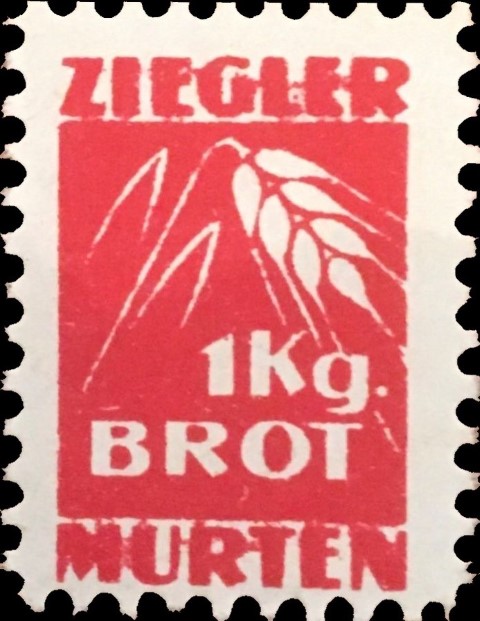 ZIEGLER
1Kg.
BROT
MURTEN